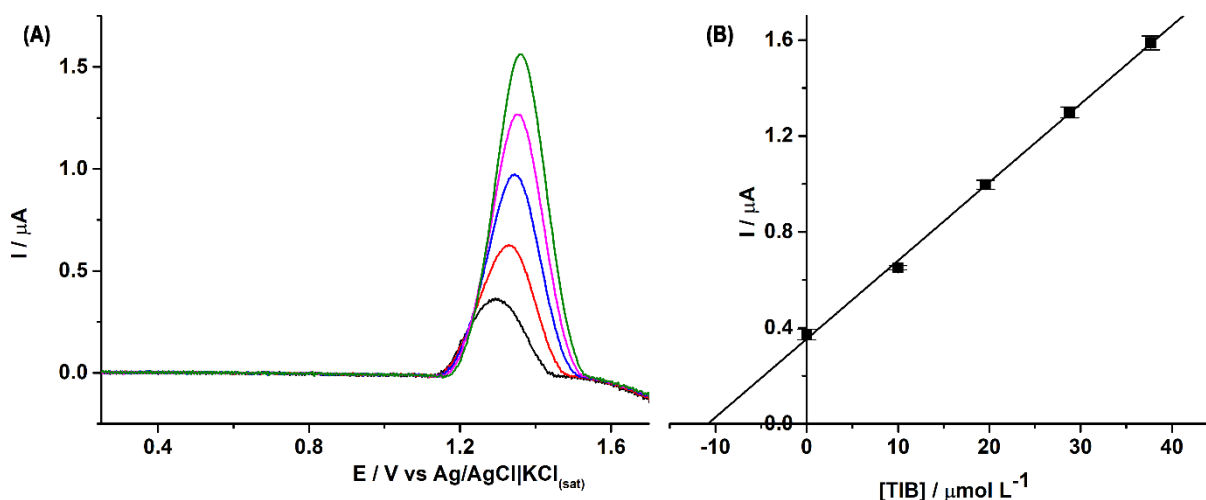 (A)
I / μA
1.5
1.0
0.5
0.0
0.4 0.8 1.2 1.6
E / V vs Ag/AgCl|KCl(sat)
(B)
I / μA
1.6
1.2
0.8
0.4
0.0
-10 0 10 20 30 40
[TIB] / μmol L-1